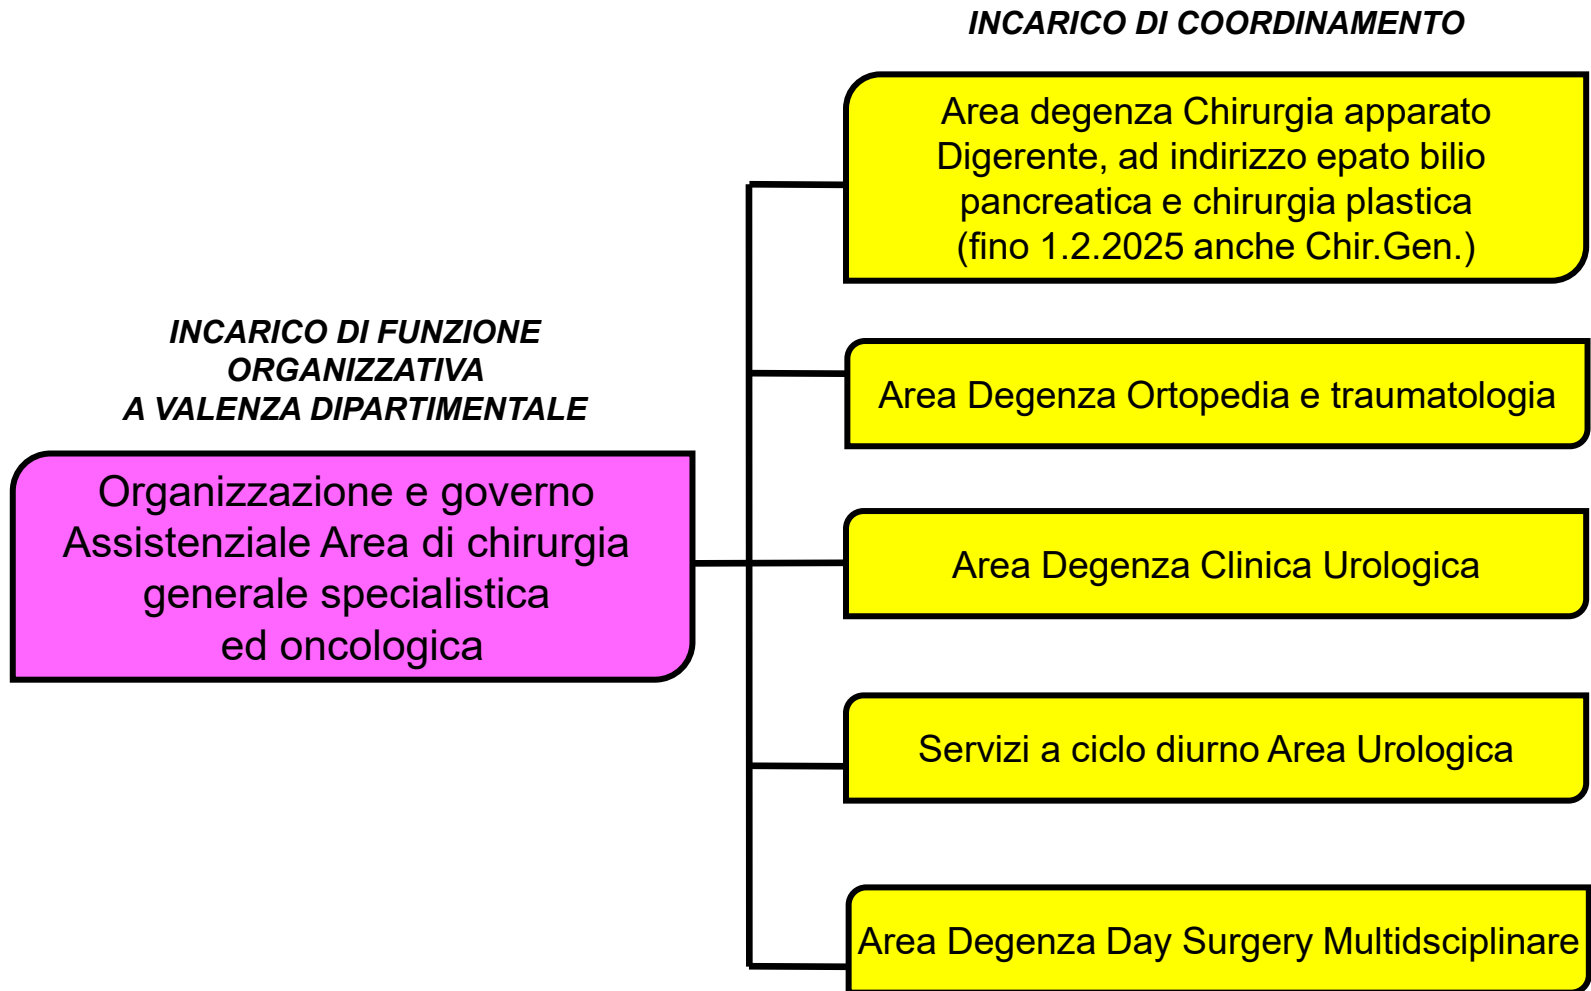 INCARICO DI COORDINAMENTO
Area degenza Chirurgia apparato
Digerente, ad indirizzo epato bilio
pancreatica e chirurgia plastica
(fino 1.2.2025 anche Chir.Gen.)
INCARICO DI FUNZIONE
ORGANIZZATIVA
A VALENZA DIPARTIMENTALE
Area Degenza Ortopedia e traumatologia
Organizzazione e governo
Assistenziale Area di chirurgia
generale specialistica
ed oncologica
Area Degenza Clinica Urologica
Servizi a ciclo diurno Area Urologica
Area Degenza Day Surgery Multidsciplinare